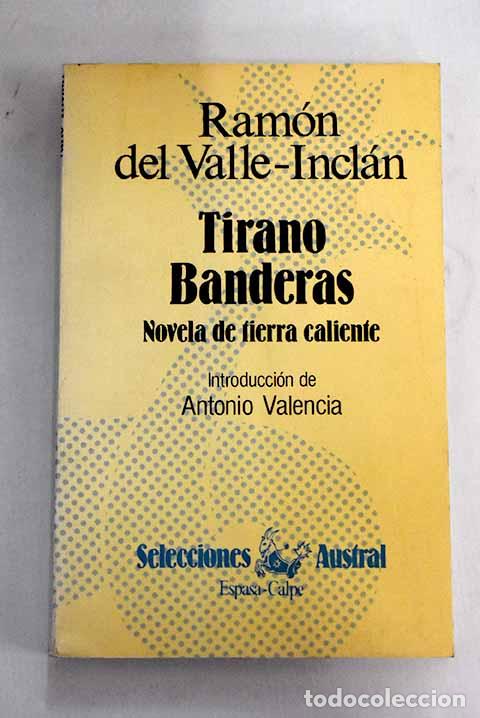 Ramón
del Valle-Inclán
Tirano
Banderas
Novela de tierra caliente
Introducción de
Antonio Valencia
Selecciones Austral
Espasa-Calpe
todocoleccion